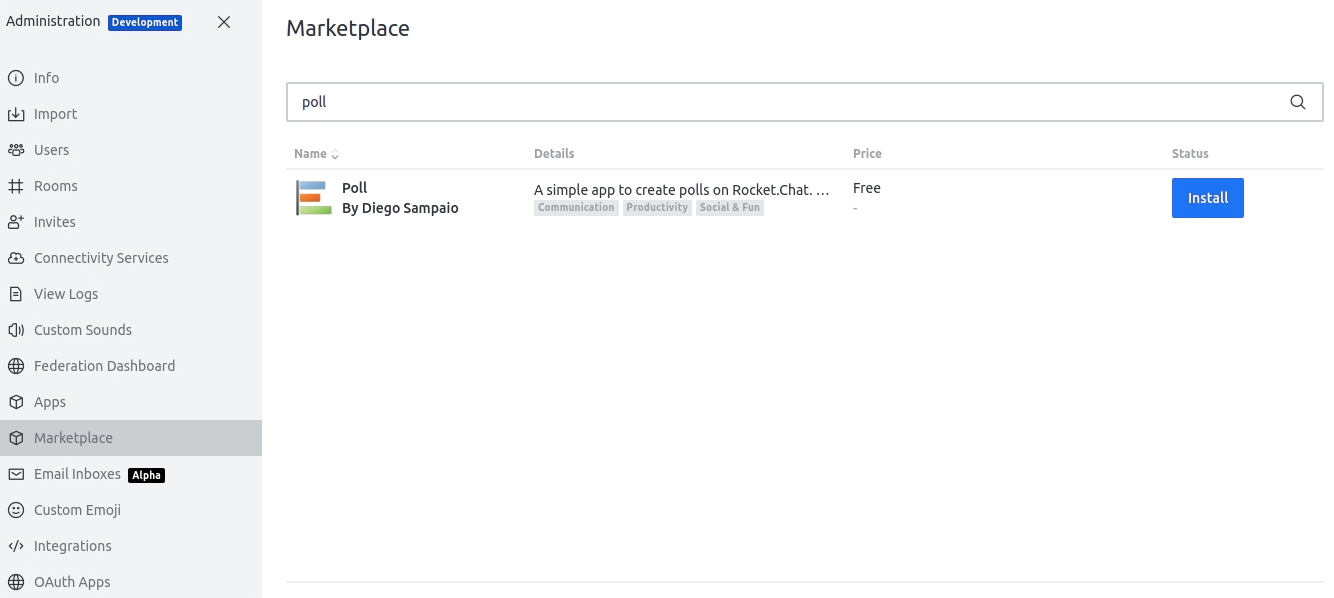 Administration Development
Info
Import
Users
Rooms
Invites
Connectivity Services
View Logs
Custom Sounds
Federation Dashboard
Apps
Marketplace
Email Inboxes Alpha
Custom Emoji
Integrations
OAuth Apps
Marketplace
poll
Name Details Price Status
Poll
By Diego Sampaio
A simple app to create polls on Rocket.Chat. ...
Communication Productivity Social & Fun
Free
-
Install